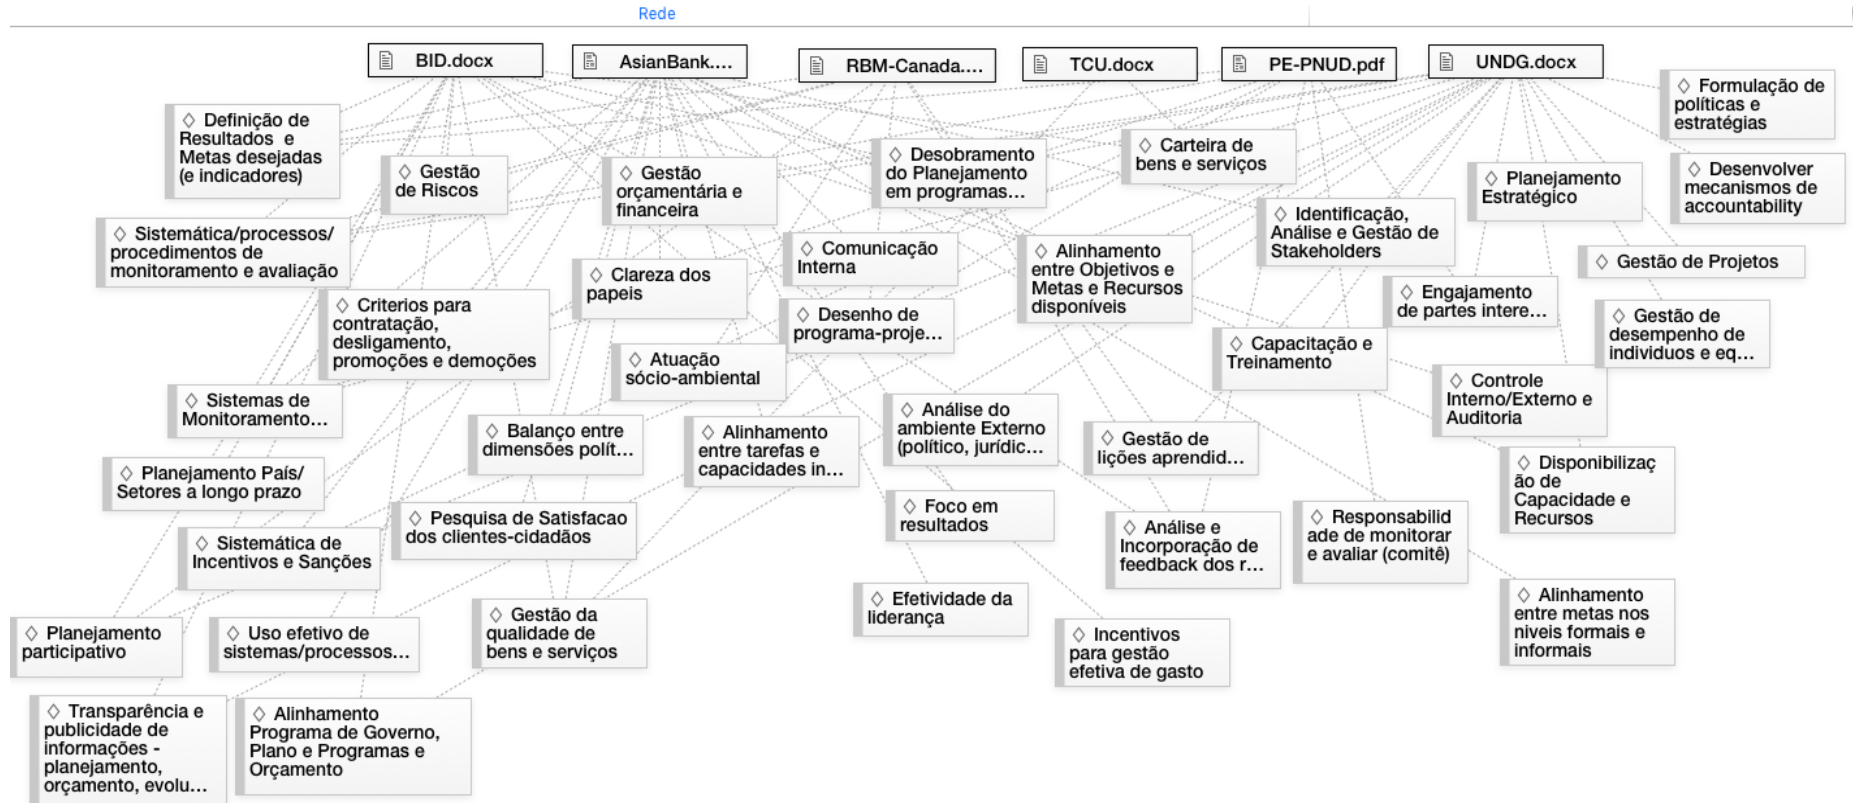 Rede
BID.docx
AsianBank....
RBM-Canada....
TCU.docx
PE-PNUD.pdf
UNDG.docx
Formulação de
políticas e
estratégias
Definição de
Resultados e
Metas desejadas
(e indicadores)
Gestão
de Riscos
Gestão
orçamentária e
financeira
Desobramento
do Planejamento
em programas...
Carteira de
bens e serviços
Planejamento
Estratégico
Desenvolver
mecanismos de
accountability
Sistemática/processos/
procedimentos de
monitoramento e avaliação
Comunicação
Interna
Alinhamento
entre Objetivos e
Metas e Recursos
disponíveis
Identificação,
Análise e Gestão de
Stakeholders
Gestão de Projetos
Clareza dos
papeis
Criterios para
contratação,
desligamento,
promoções e demoções
Desenho de
programa-proje...
Engajamento
de partes intere...
Gestão de
desempenho de
individuos e eq...
Atuação
sócio-ambiental
Capacitação e
Treinamento
Sistemas de
Monitoramento...
Controle
Interno/Externo e
Auditoria
Balanço entre
dimensões polít...
Alinhamento
entre tarefas e
capacidades in...
Análise do
ambiente Externo
(político, jurídic...
Gestão de
lições aprendid...
Planejamento País/
Setores a longo prazo
Disponibilizaç
ão de
Capacidade e
Recursos
Pesquisa de Satisfacao
dos clientes-cidadãos
Foco em
resultados
Análise e
Incorporação de
feedback dos r...
Responsabilid
ade de monitorar
e avaliar (comitê)
Sistemática de
Incentivos e Sanções
Efetividade da
liderança
Alinhamento
entre metas nos
niveis formais e
informais
Planejamento
participativo
Uso efetivo de
sistemas/processos...
Gestão da
qualidade de
bens e serviços
Incentivos
para gestão
efetiva de gasto
Transparência e
publicidade de
informações -
planejamento,
orçamento, evolu...
Alinhamento
Programa de Governo,
Plano e Programas e
Orçamento